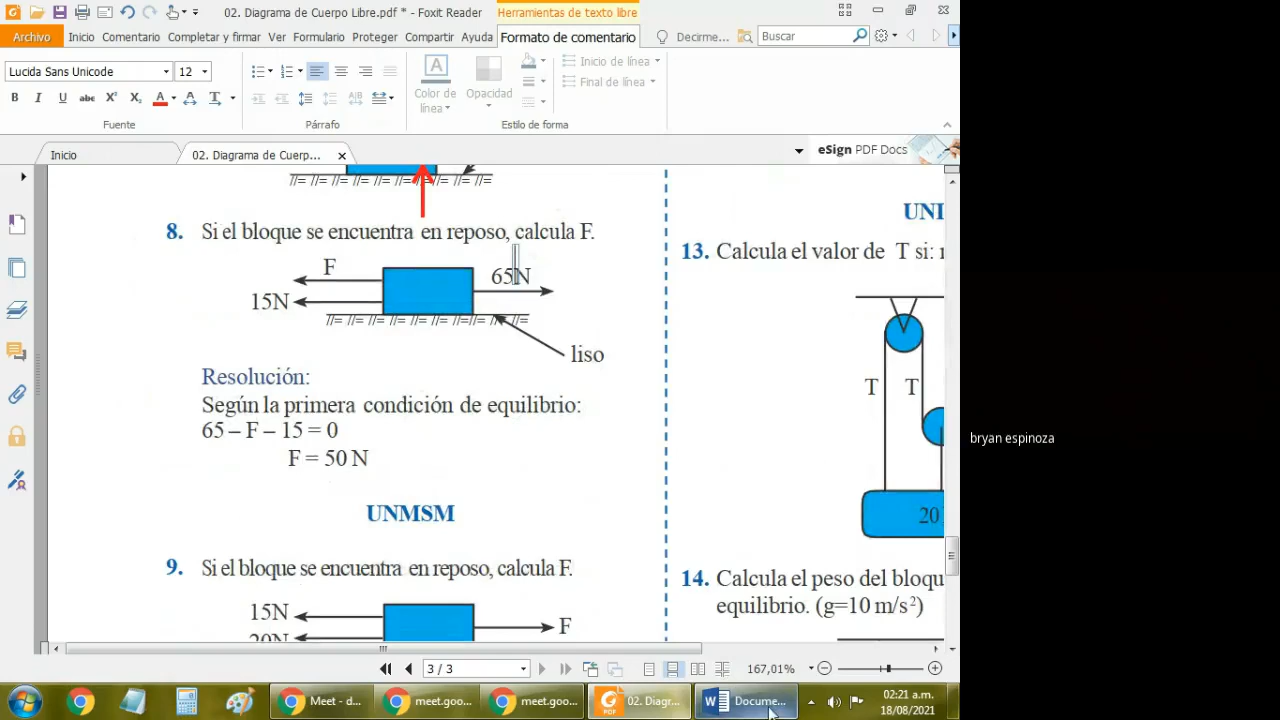 02. Diagrama de Cuerpo Libre.pdf * - Foxit Reader
Herramientas de texto libre
Archivo
Inicio
Comentario
Completar y firmar
Ver
Formulario
Proteger
Compartir
Ayuda
Formato de comentario
Decirme...
Buscar
Lucida Sans Unicode
12
Color de línea
Opacidad
Inicio de línea
Final de línea
Fuente
Párrafo
Estilo de forma
Inicio
02. Diagrama de Cuerp...
eSign PDF Docs
8. Si el bloque se encuentra en reposo, calcula F.
F
65N
15N
liso
Resolución:
Según la primera condición de equilibrio:
65 – F – 15 = 0
F = 50 N
UNMSM
9. Si el bloque se encuentra en reposo, calcula F.
15N
20N
F
UNI
13. Calcula el valor de T si:
T
T
20
14. Calcula el peso del bloqu
equilibrio. (g=10 m/s²)
bryan espinoza
3 / 3
167,01%
Meet - d...
meet.goo...
meet.goo...
02. Diagr...
Docume...
02:21 a.m.
18/08/2021